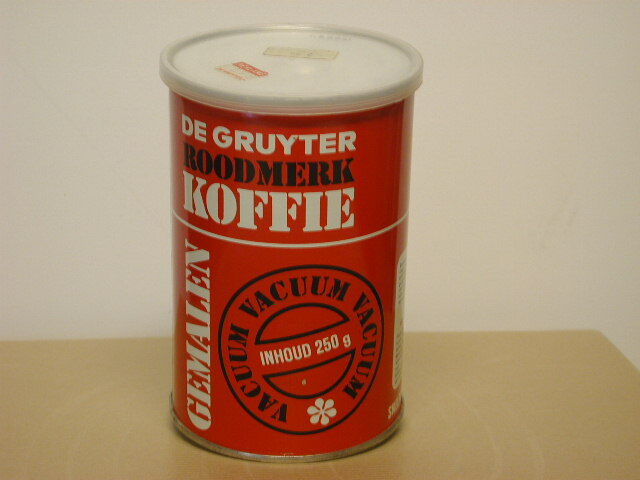 DE GRUYTER
ROODMERK
KOFFIE
GEMALEN
VACUUM VACUUM VACUUM
INHOUD 250 g